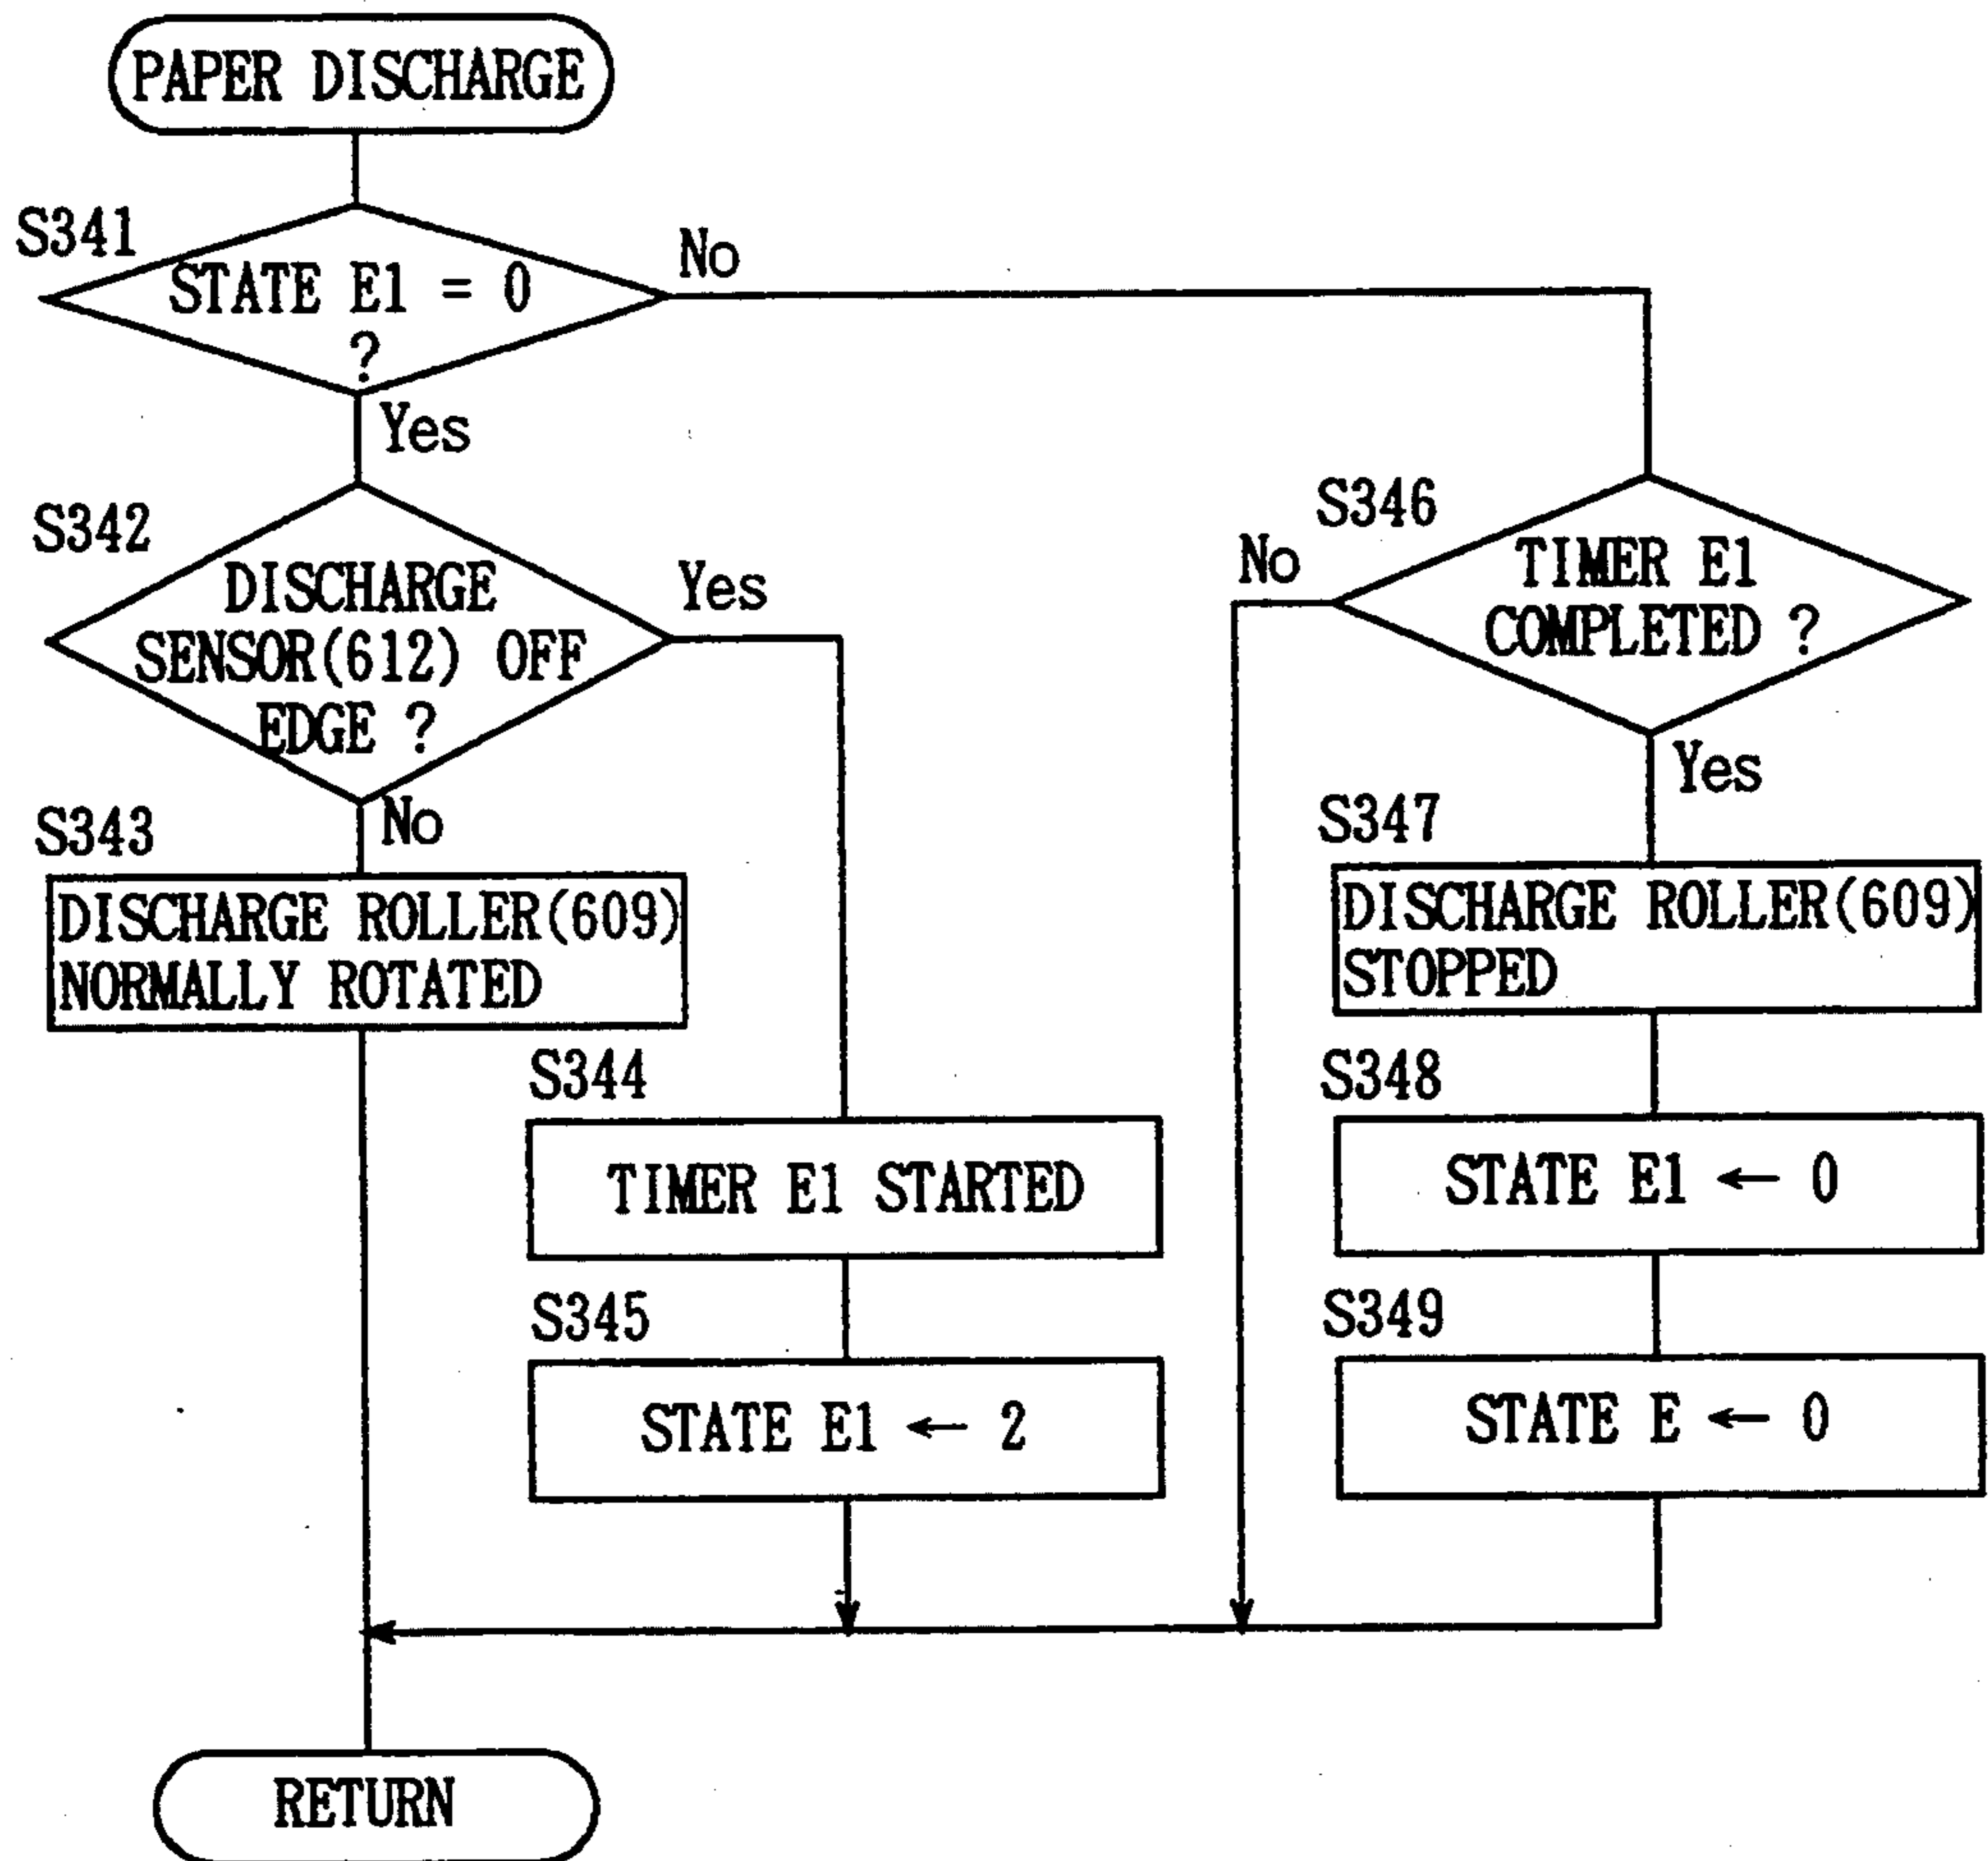 PAPER DISCHARGE
S341
STATE E1 = 0
?
No
Yes
S342
DISCHARGE
SENSOR(612) OFF
EDGE ?
Yes
No
S343
DISCHARGE ROLLER(609)
NORMALLY ROTATED
S344
TIMER E1 STARTED
S345
STATE E1 ← 2
S346
TIMER E1
COMPLETED ?
No
Yes
S347
DISCHARGE ROLLER(609)
STOPPED
S348
STATE E1 ← 0
S349
STATE E ← 0
RETURN